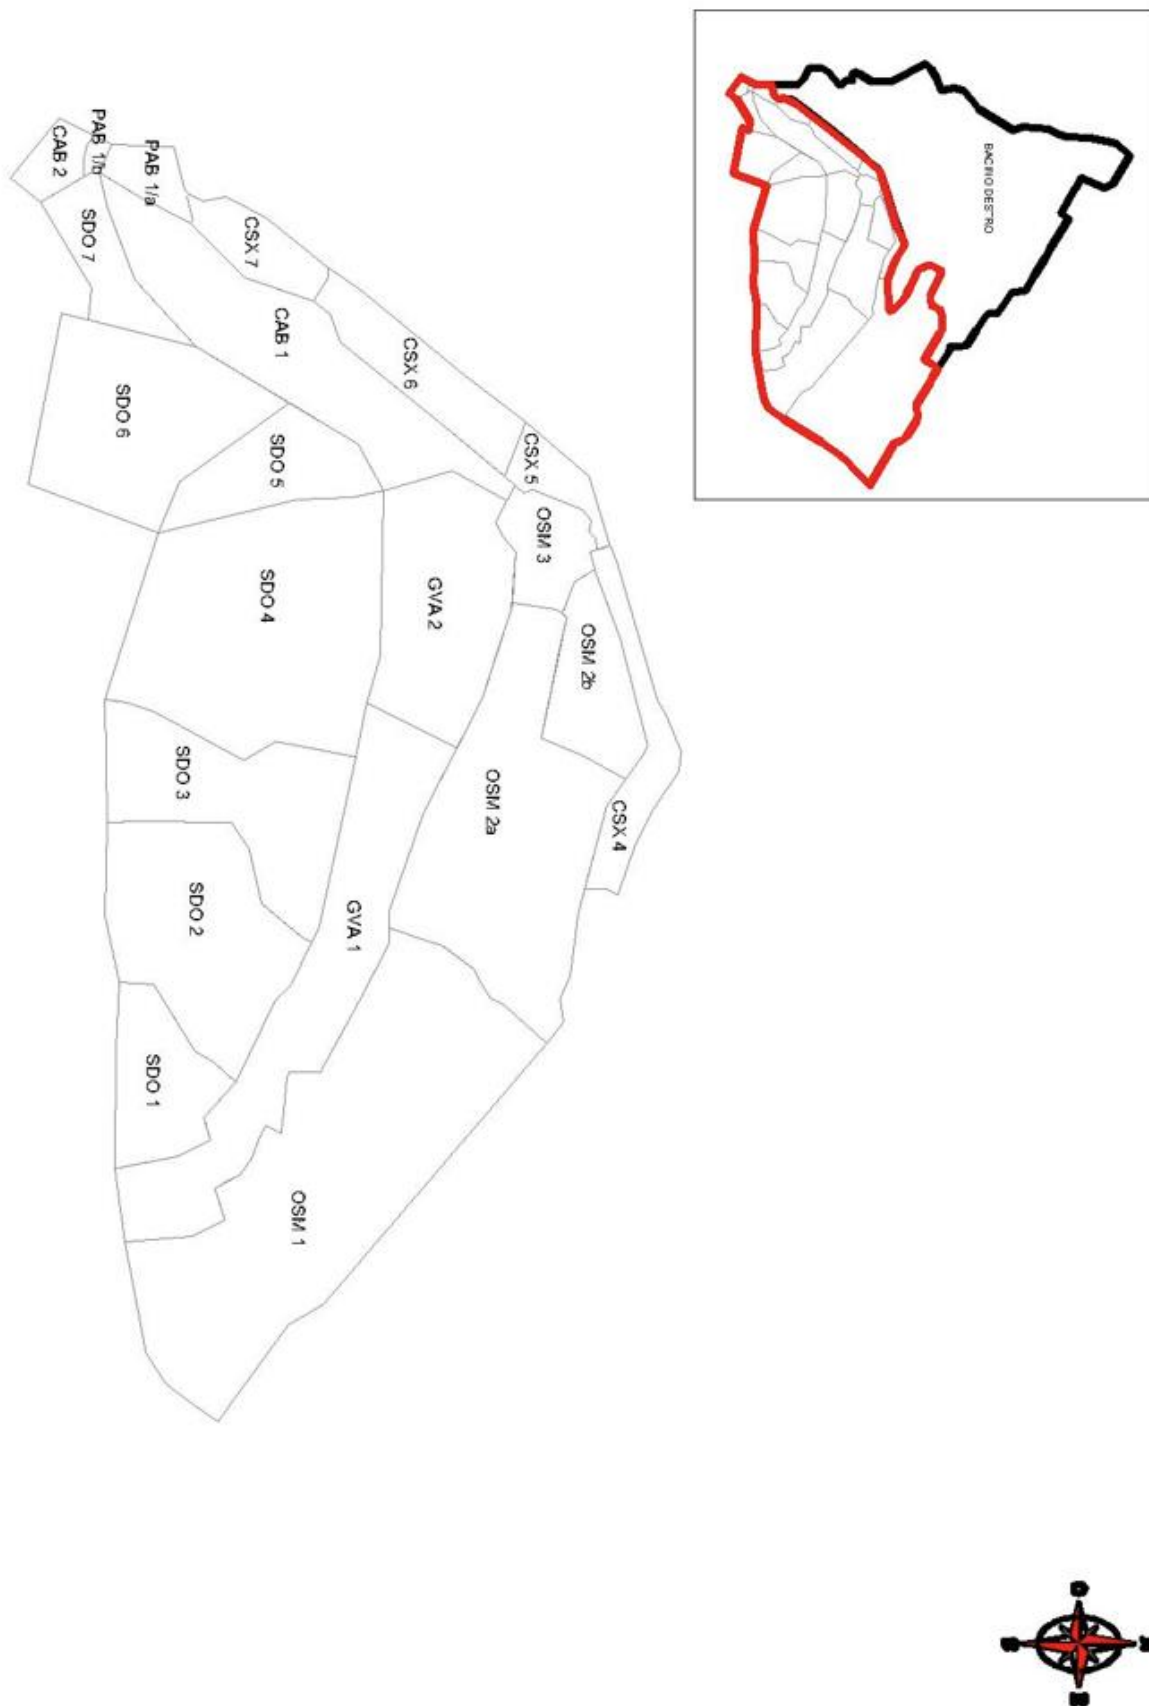 BACINO DESTRO
PAB 1/b
CAB 2
PAB 1/a
SDO 7
CSX 7
CAB 1
CSX 6
SDO 6
SDO 5
CSX 5
OSM 3
SDO 4
GVA 2
OSM 2b
SDO 3
OSM 2a
CSX 4
SDO 2
GVA 1
SDO 1
OSM 1